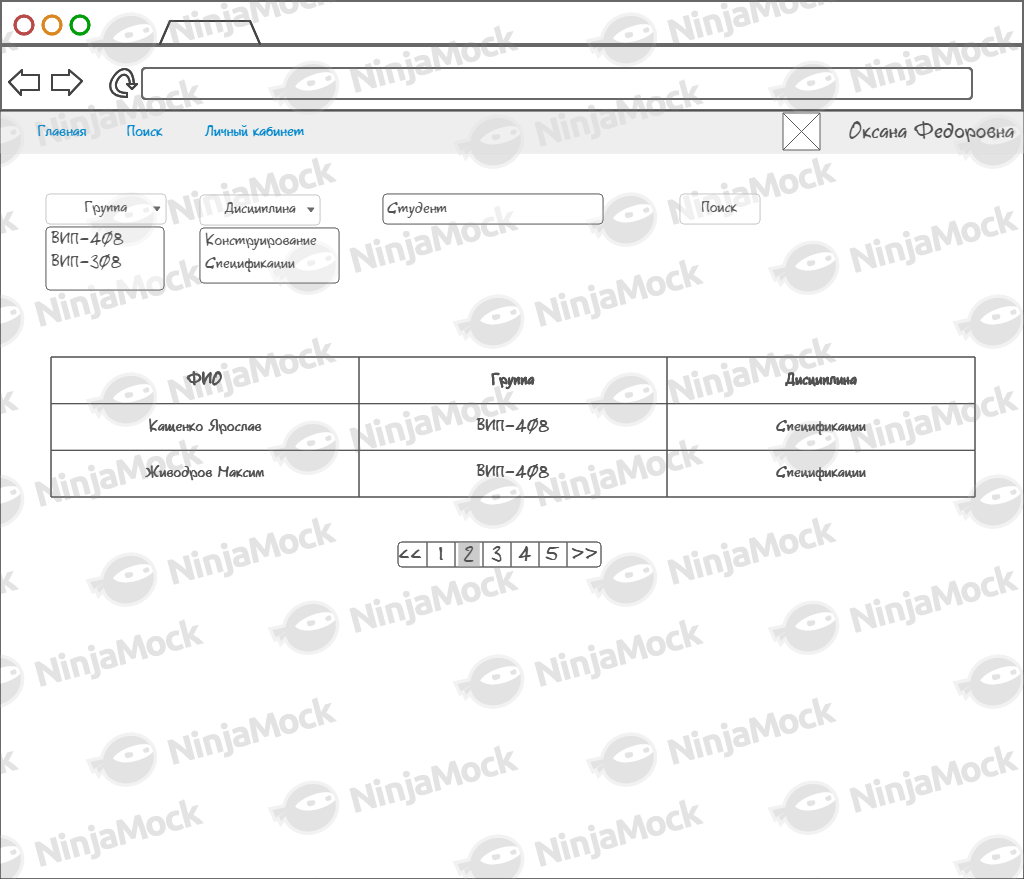 Главная Поиск Личный кабинет Оксана Федоровна
Группа Дисциплина Студент Поиск
ВИП-408 Конструирование
ВИП-308 Спецификации
ФИО Группа Дисциплина
Кащенко Ярослав ВИП-408 Спецификации
Живодров Максим ВИП-408 Спецификации
<< 1 2 3 4 5 >>
NinjaMock